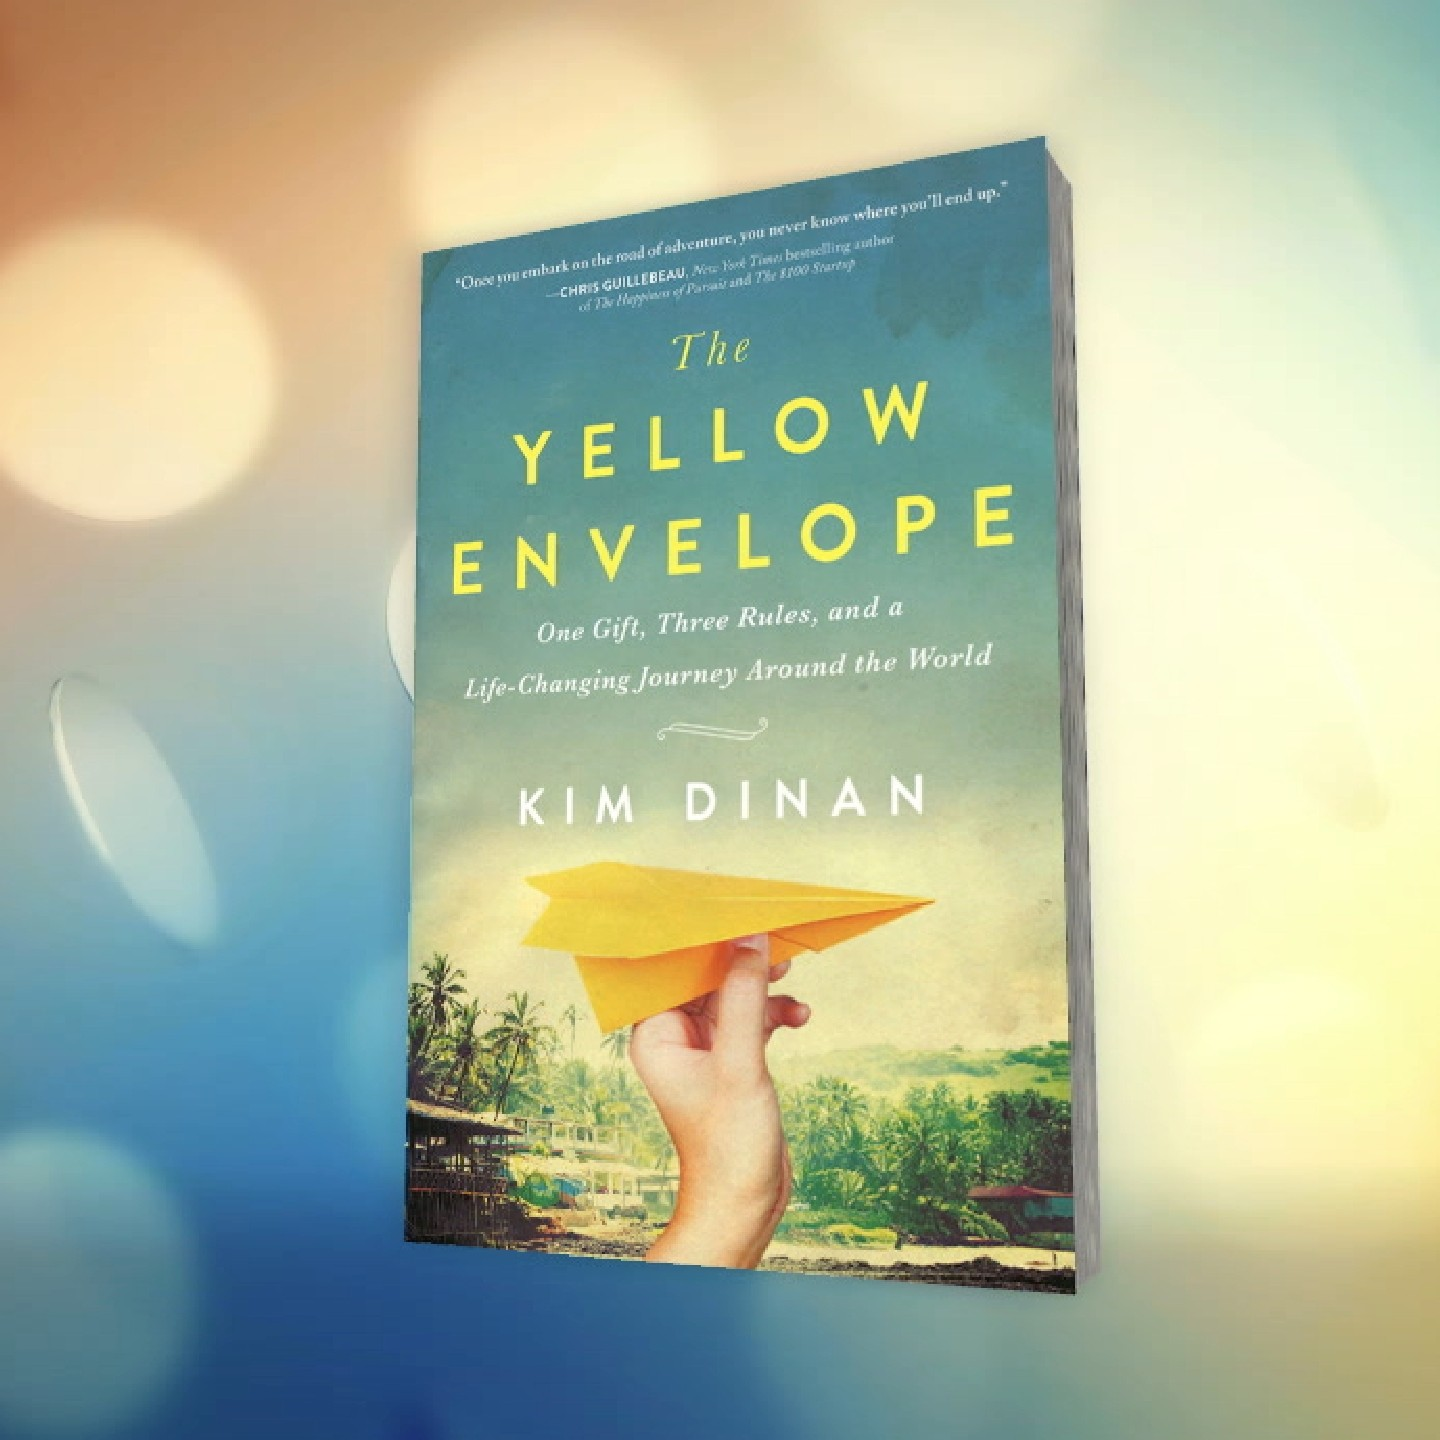 "Once you embark on the road of adventure, you never know where you'll end up."
—CHRIS GUILLEBEAU, New York Times bestselling author
of The Happiness of Pursuit and The $100 Startup
The
YELLOW
ENVELOPE
One Gift, Three Rules, and a
Life-Changing Journey Around the World
KIM DINAN